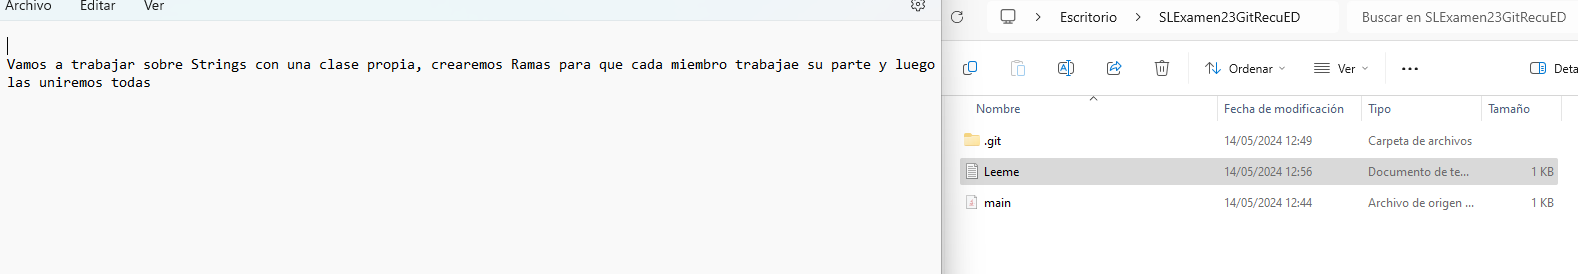 Archivo Editar Ver
Vamos a trabajar sobre Strings con una clase propia, crearemos Ramas para que cada miembro trabajae su parte y luego
las uniremos todas
Escritorio SLExamen23GitRecuED Buscar en SLExamen23GitRecuED
Ordenar Ver Deta
Nombre Fecha de modificación Tipo Tamaño
.git 14/05/2024 12:49 Carpeta de archivos
Leeme 14/05/2024 12:56 Documento de te... 1 KB
main 14/05/2024 12:44 Archivo de origen ... 1 KB